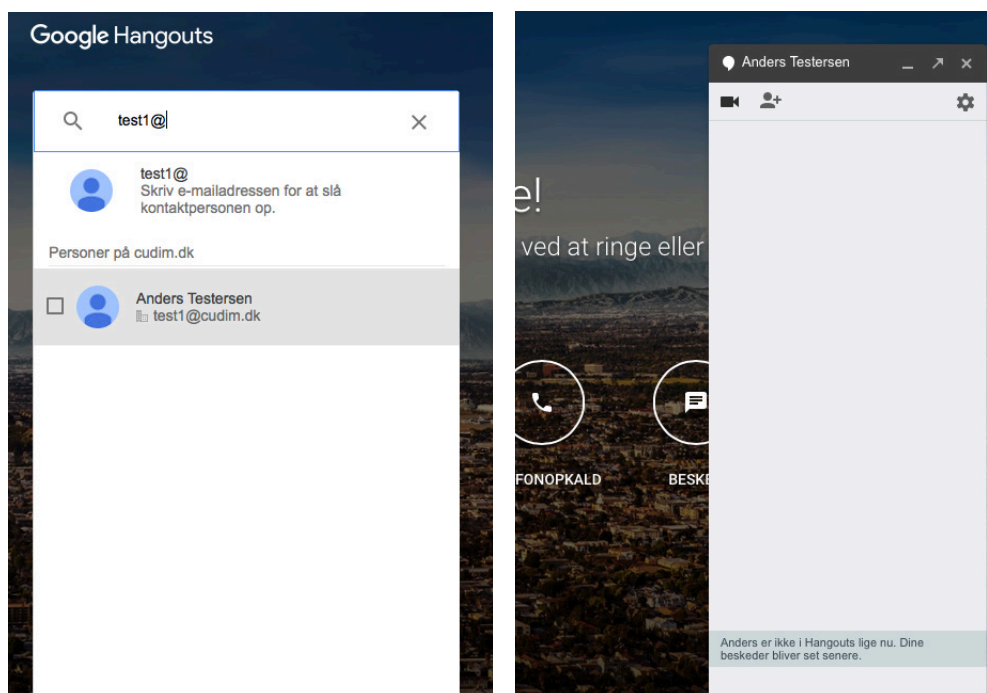 Google Hangouts
test1@
test1@
Skriv e-mailadressen for at slå
kontaktpersonen op.
Personer på cudim.dk
Anders Testersen
test1@cudim.dk
Anders Testersen
e!
ved at ringe eller
FONOPKALD
BESKE
Anders er ikke i Hangouts lige nu. Dine
beskeder bliver set senere.